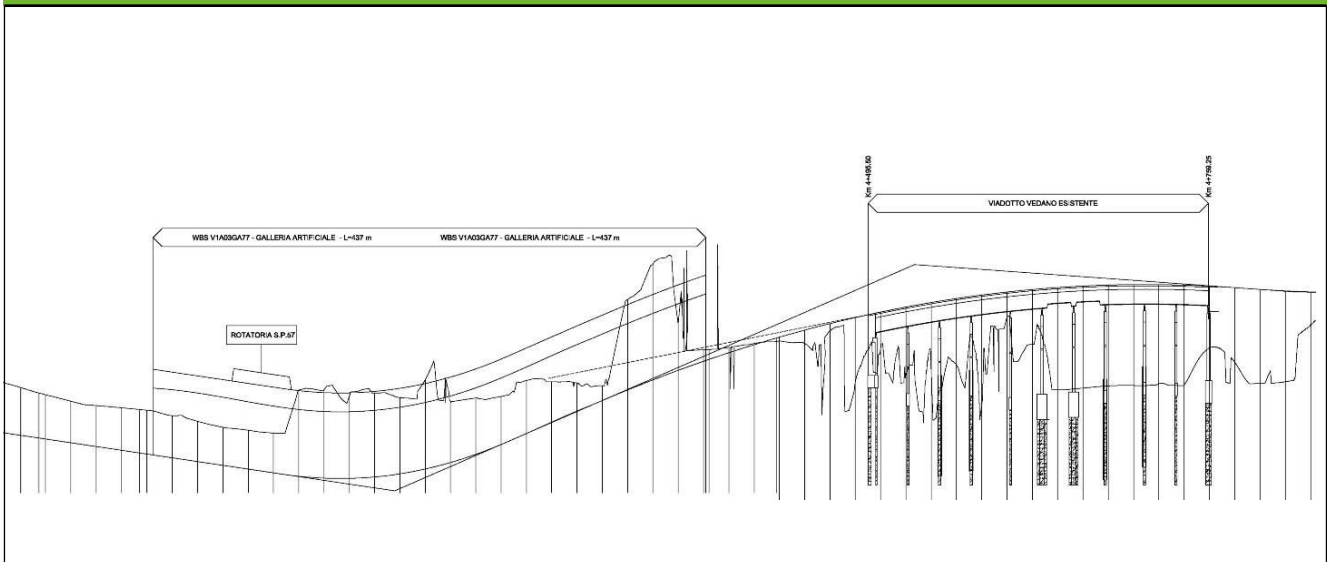 Km 4+495.50
Km 4+759.25
VIADOTTO VEDANO ESISTENTE
WBS V1A03GA77 - GALLERIA ARTIFICIALE - L=437 m
WBS V1A03GA77 - GALLERIA ARTIFICIALE - L=437 m
ROTATORIA S.P.57